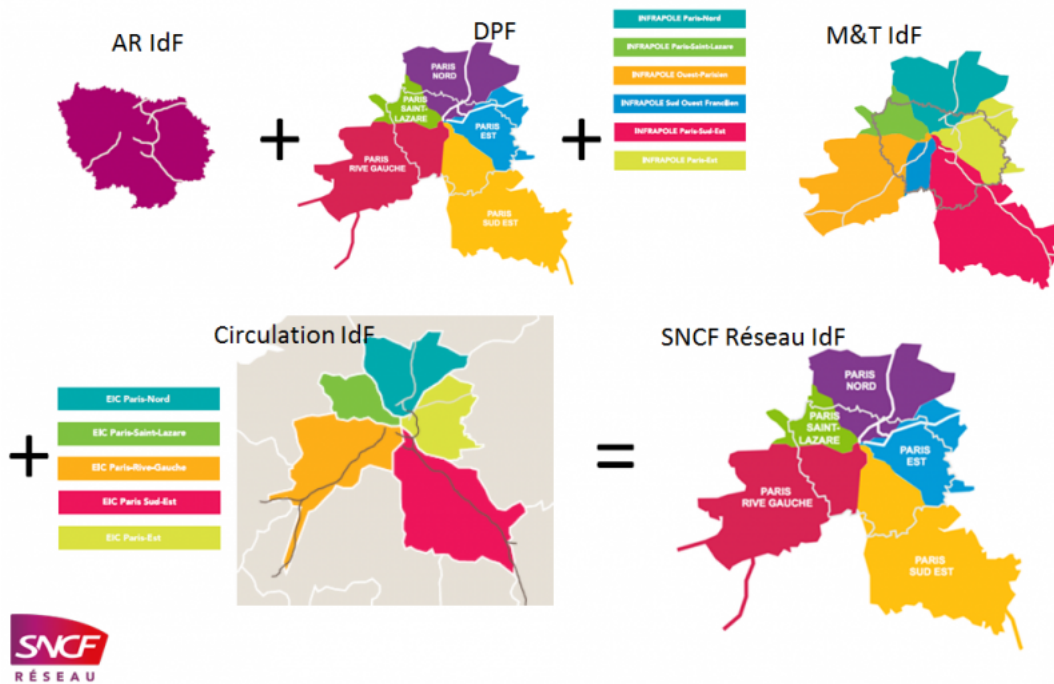 AR IdF
+
DPF
PARIS
NORD
PARIS
SAINT-
LAZARE
PARIS
EST
PARIS
RIVE GAUCHE
PARIS
SUD EST
+
INFRAPOLE Paris-Nord
INFRAPOLE Paris-Saint-Lazare
INFRAPOLE Ouest-Parisien
INFRAPOLE Sud Ouest Francilien
INFRAPOLE Paris-Sud-Est
INFRAPOLE Paris-Est
M&T IdF
+
EIC Paris-Nord
EIC Paris-Saint-Lazare
EIC Paris-Rive-Gauche
EIC Paris Sud-Est
EIC Paris-Est
Circulation IdF
=
SNCF Réseau IdF
PARIS
NORD
PARIS
SAINT-
LAZARE
PARIS
EST
PARIS
RIVE GAUCHE
PARIS
SUD EST
SNCF
RÉSEAU